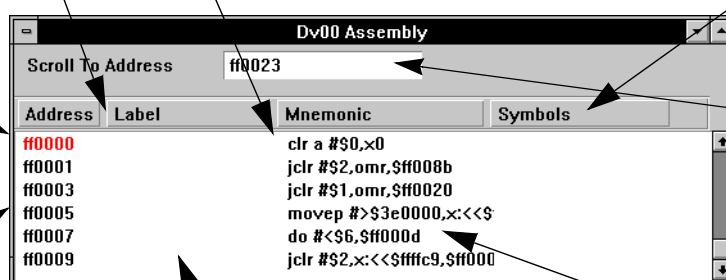 Dv00 Assembly
Scroll To Address ff0023
Address Label Mnemonic Symbols
ff0000 clr a #$0,x0
ff0001 jclr #$2,omr,$ff008b
ff0003 jclr #$1,omr,$ff0020
ff0005 movep #>$3e0000,x:<<$
ff0007 do #<$6,$ff000d
ff0009 jclr #$2,x:<<$ffffc9,$ff000